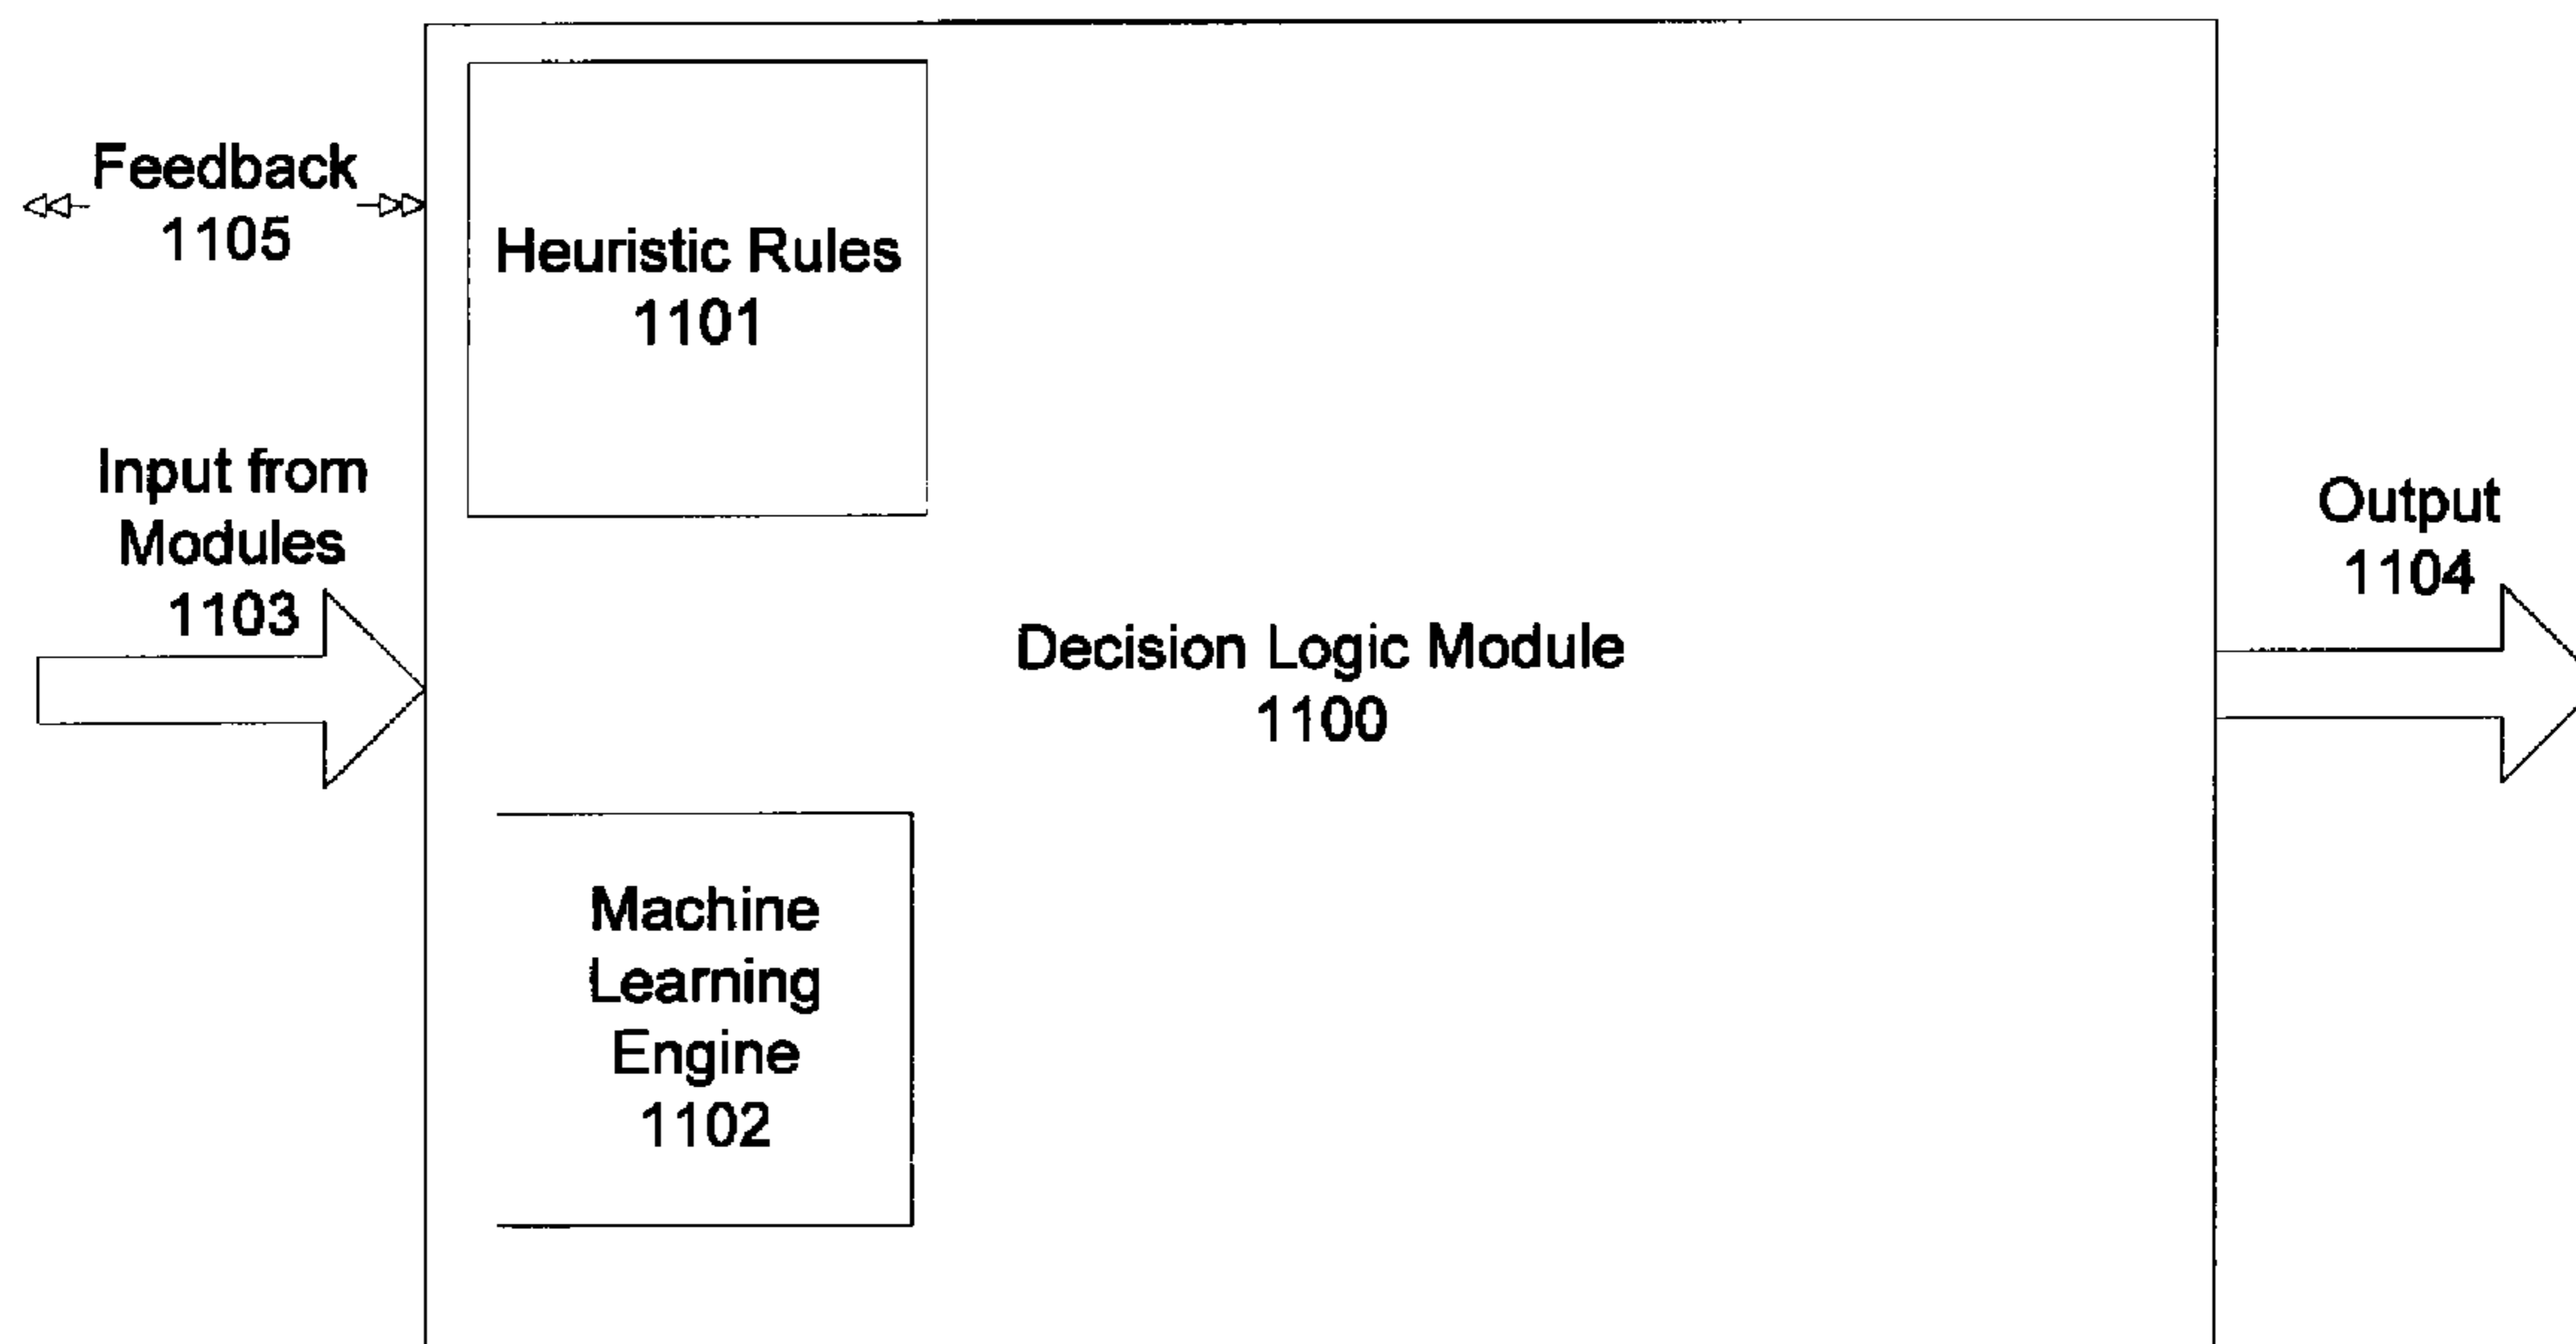 Feedback
1105
Heuristic Rules
1101
Input from
Modules
1103
Decision Logic Module
1100
Output
1104
Machine
Learning
Engine
1102